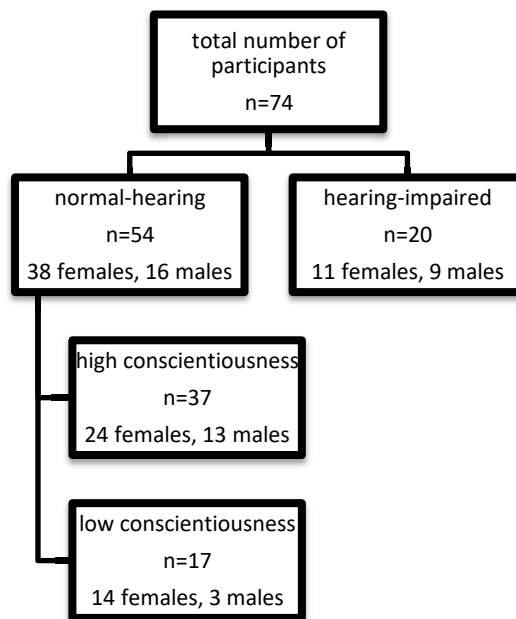 total number of
participants
n=74
normal-hearing
n=54
38 females, 16 males
hearing-impaired
n=20
11 females, 9 males
high conscientiousness
n=37
24 females, 13 males
low conscientiousness
n=17
14 females, 3 males